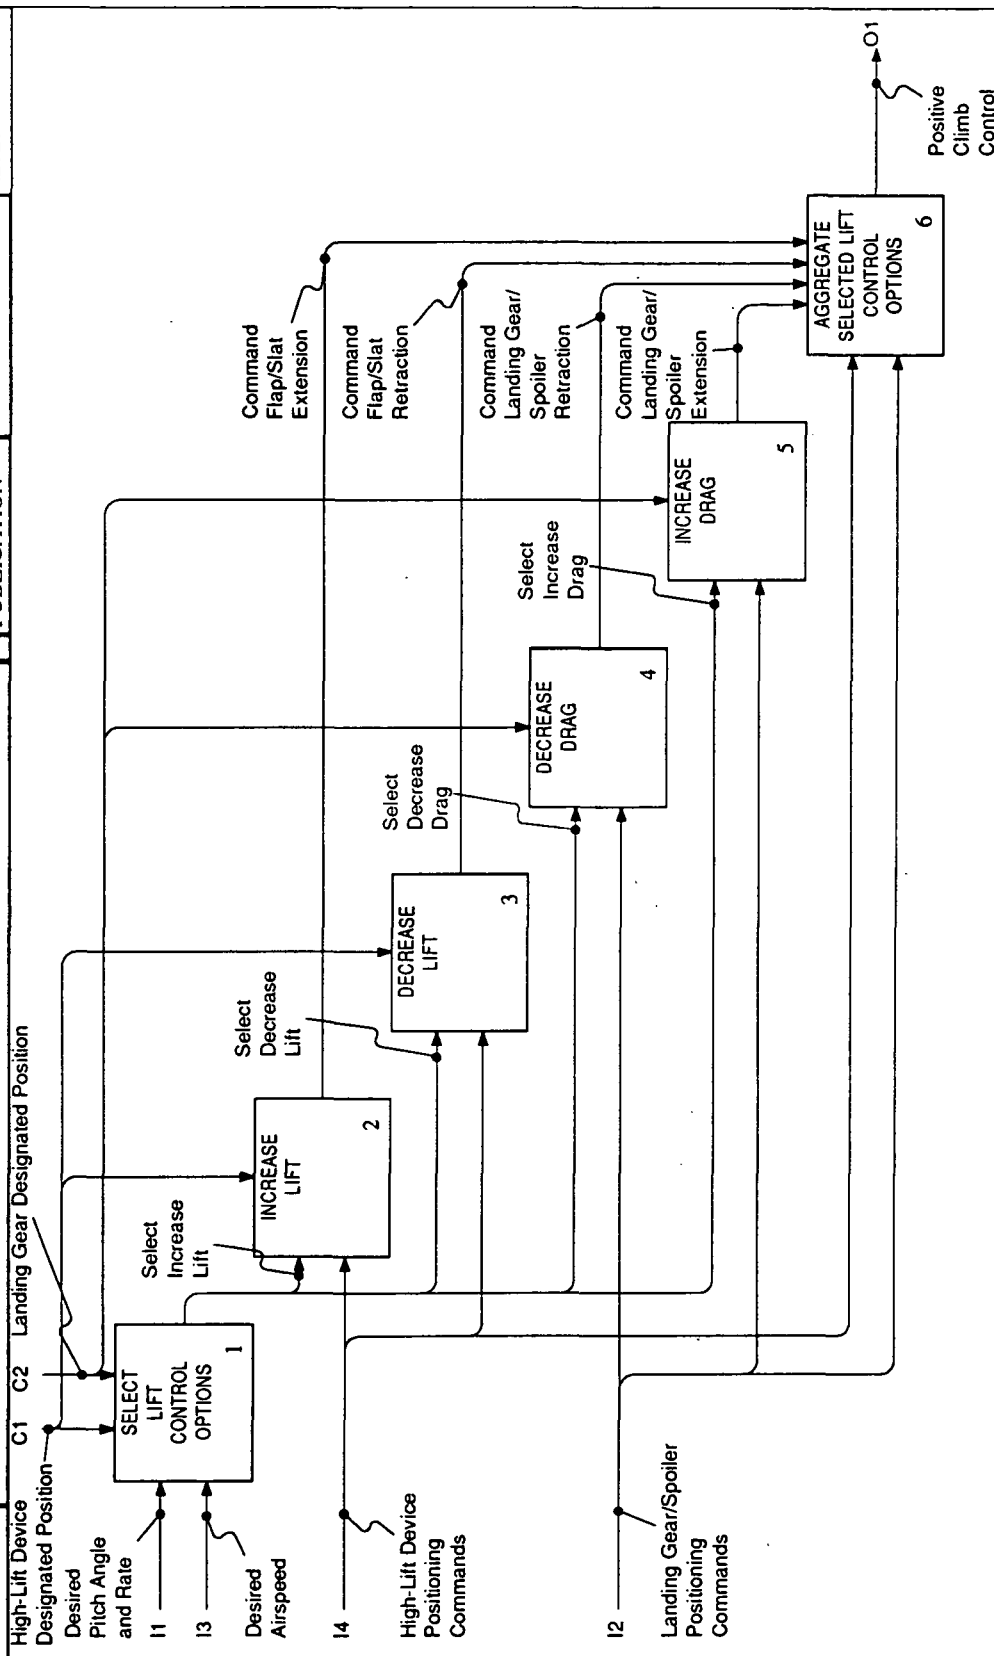 High-Lift Device
Designated Position
C1
C2
Landing Gear Designated Position
Desired
Pitch Angle
and Rate
I1
I3
Desired
Airspeed
I4
High-Lift Device
Positioning
Commands
I2
Landing Gear/Spoiler
Positioning
Commands
SELECT
LIFT
CONTROL
OPTIONS
1
Select
Increase
Lift
INCREASE
LIFT
2
Select
Decrease
Lift
DECREASE
LIFT
3
Select
Decrease
Drag
DECREASE
DRAG
4
Select
Increase
Drag
INCREASE
DRAG
5
Command
Flap/Slat
Extension
Command
Flap/Slat
Retraction
Command
Landing Gear/
Spoiler
Retraction
Command
Landing Gear/
Spoiler
Extension
AGGREGATE
SELECTED LIFT
CONTROL
OPTIONS
6
O1
Positive
Climb
Control